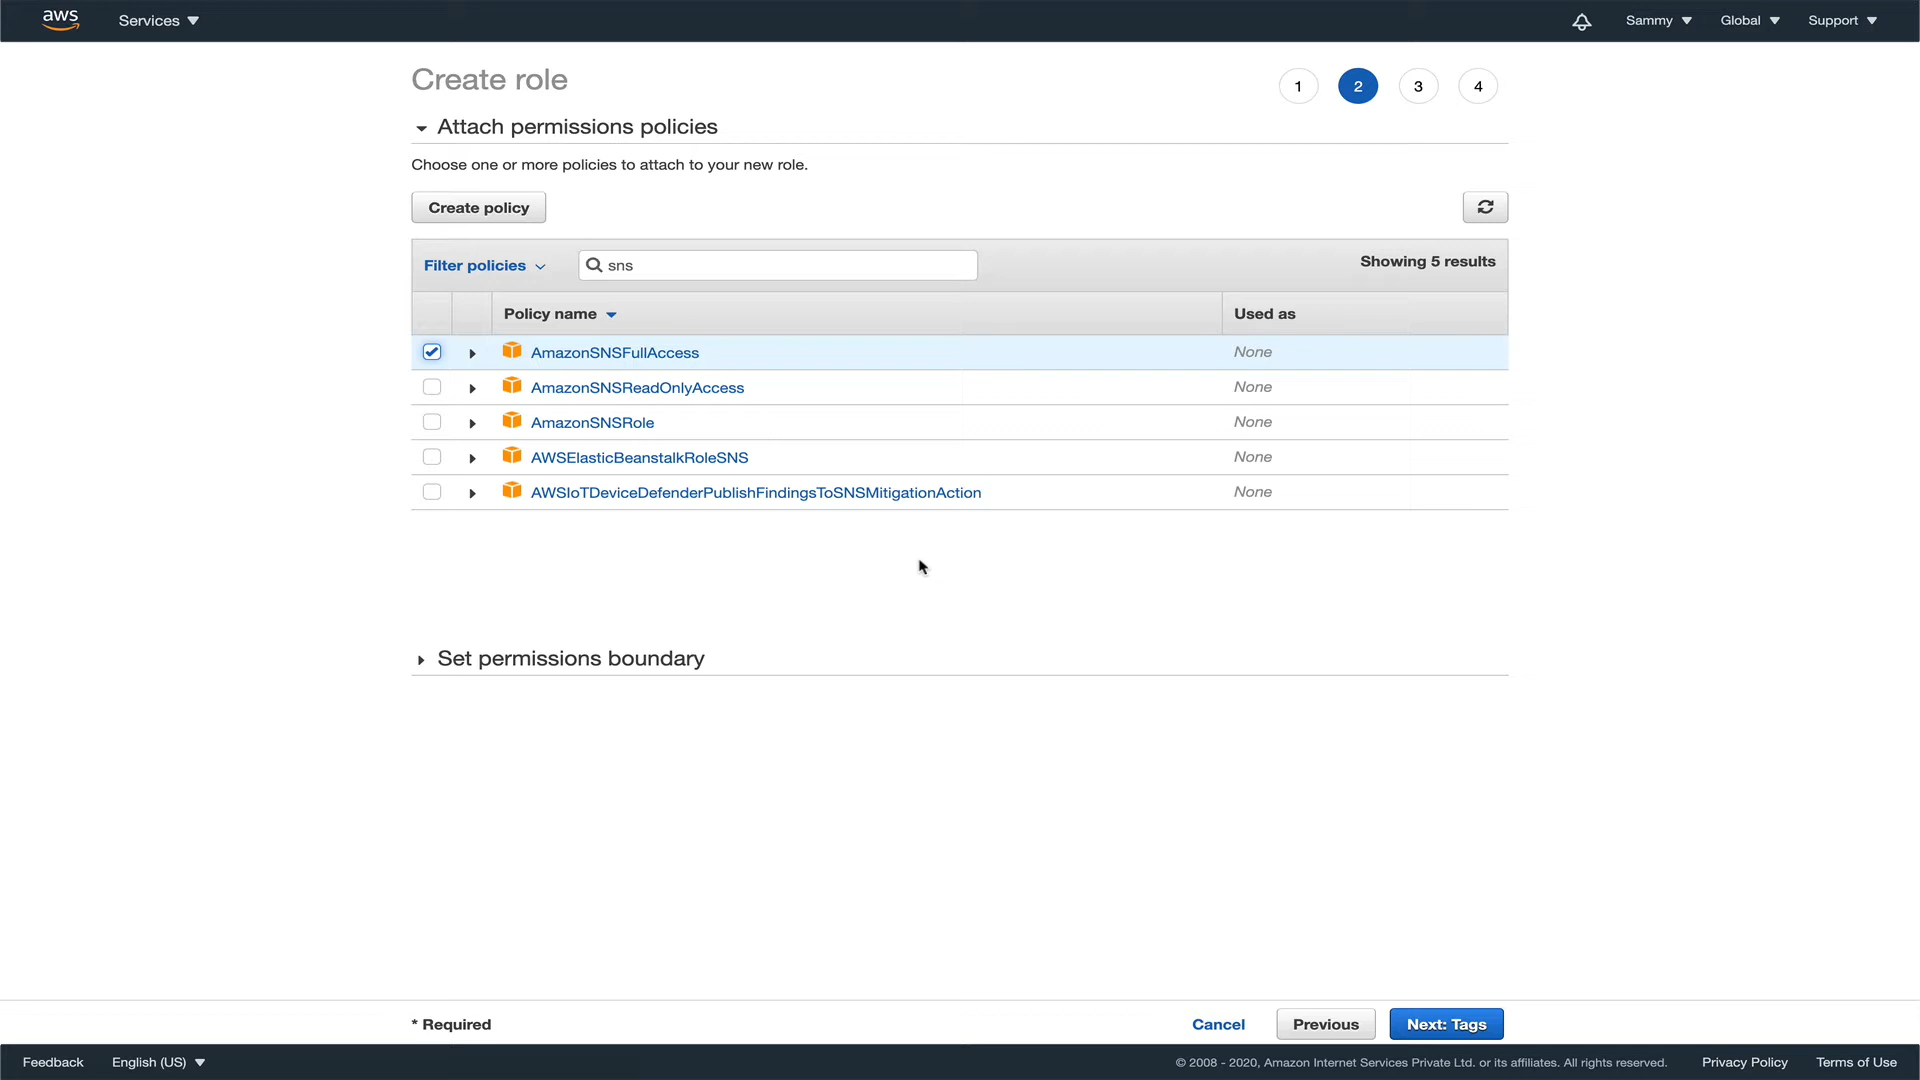 aws Services Sammy Global Support
Create role 1 2 3 4
Attach permissions policies
Choose one or more policies to attach to your new role.
Create policy
Filter policies sns Showing 5 results
Policy name Used as
AmazonSNSFullAccess None
AmazonSNSReadOnlyAccess None
AmazonSNSRole None
AWSElasticBeanstalkRoleSNS None
AWSIoTDeviceDefenderPublishFindingsToSNSMitigationAction None
Set permissions boundary
* Required Cancel Previous Next: Tags
Feedback English (US) © 2008 - 2020, Amazon Internet Services Private Ltd. or its affiliates. All rights reserved. Privacy Policy Terms of Use